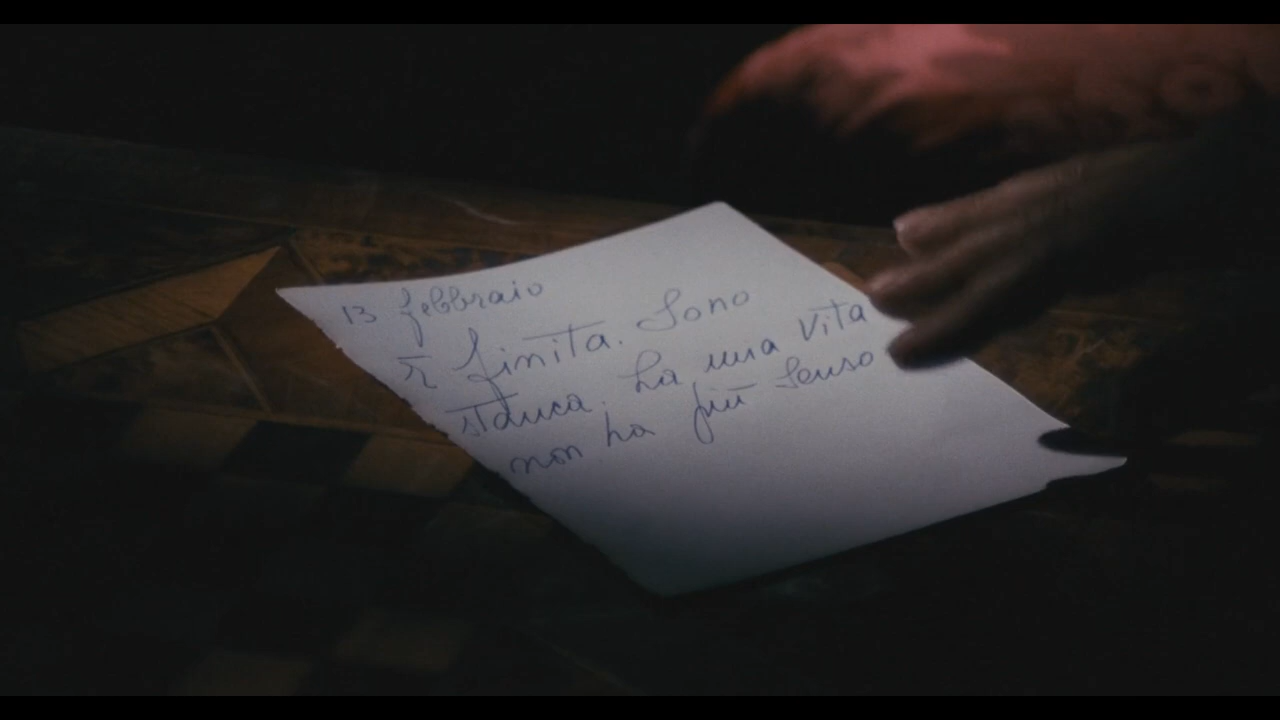 13 febbraio
È finita. Sono
stanca. La mia vita
non ha più senso